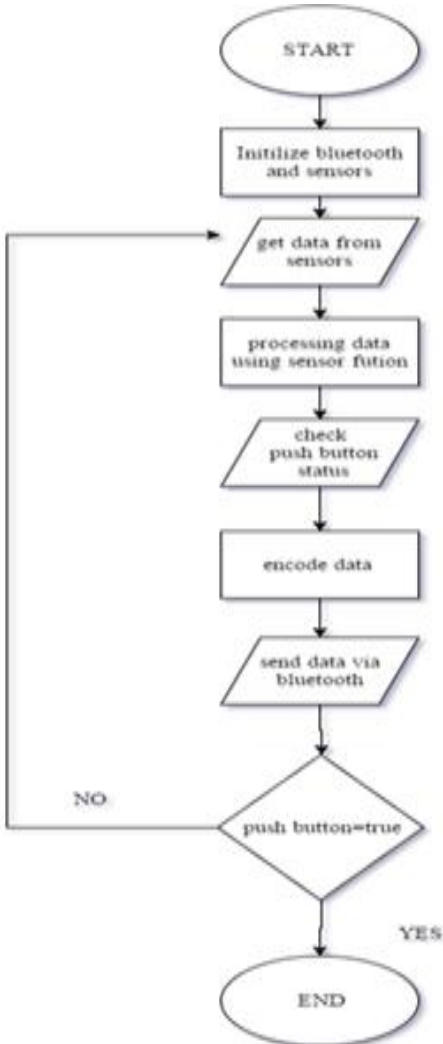 START
Initilize bluetooth
and sensors
get data from
sensors
processing data
using sensor fution
check
push button
status
encode data
send data via
bluetooth
NO
push button=true
YES
END